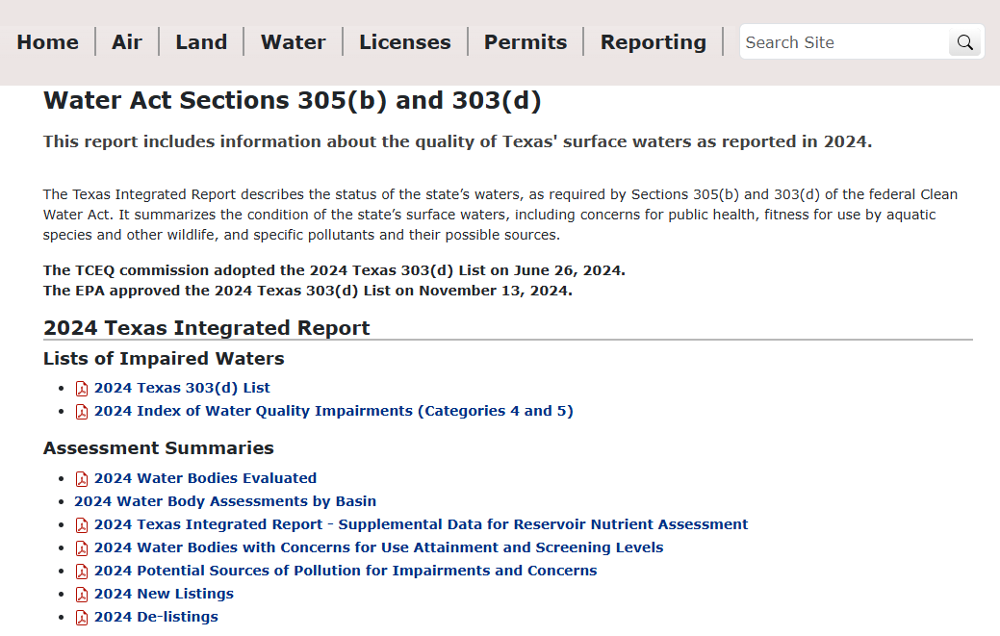 Home Air Land Water Licenses Permits Reporting Search Site
Water Act Sections 305(b) and 303(d)
This report includes information about the quality of Texas' surface waters as reported in 2024.
The Texas Integrated Report describes the status of the state’s waters, as required by Sections 305(b) and 303(d) of the federal Clean
Water Act. It summarizes the condition of the state’s surface waters, including concerns for public health, fitness for use by aquatic
species and other wildlife, and specific pollutants and their possible sources.
The TCEQ commission adopted the 2024 Texas 303(d) List on June 26, 2024.
The EPA approved the 2024 Texas 303(d) List on November 13, 2024.
2024 Texas Integrated Report
Lists of Impaired Waters
2024 Texas 303(d) List
2024 Index of Water Quality Impairments (Categories 4 and 5)
Assessment Summaries
2024 Water Bodies Evaluated
2024 Water Body Assessments by Basin
2024 Texas Integrated Report - Supplemental Data for Reservoir Nutrient Assessment
2024 Water Bodies with Concerns for Use Attainment and Screening Levels
2024 Potential Sources of Pollution for Impairments and Concerns
2024 New Listings
2024 De-listings